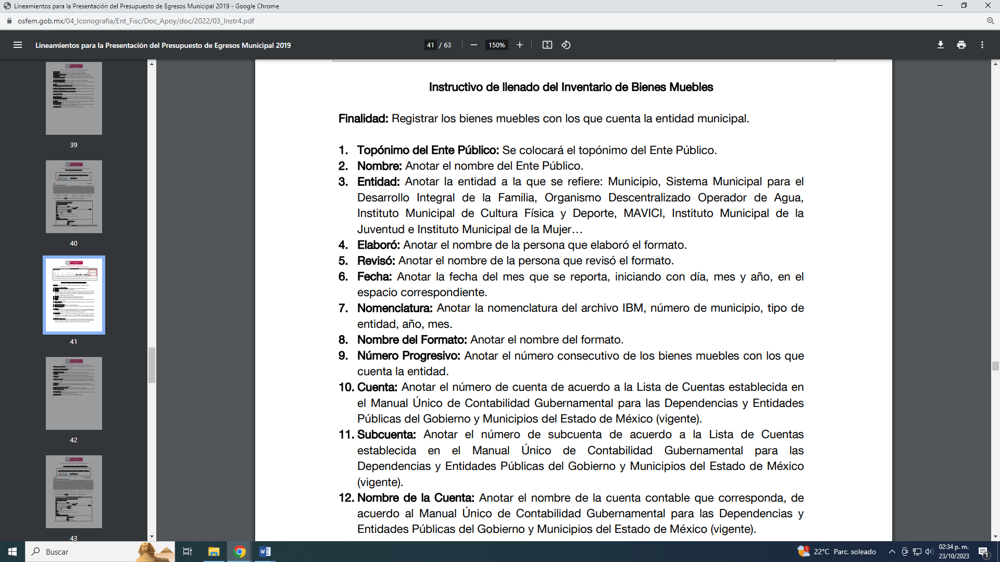 Lineamientos para la Presentación del Presupuesto de Egresos Municipal 2019 - Google Chrome
osfem.gob.mx/04_Iconografia/Ent_Fisc/Doc_Apoy/doc/2022/03_Instr4.pdf
Lineamientos para la Presentación del Presupuesto de Egresos Municipal 2019
41 / 63
150%
39
40
41
42
43
Instructivo de llenado del Inventario de Bienes Muebles
Finalidad: Registrar los bienes muebles con los que cuenta la entidad municipal.
1. Topónimo del Ente Público: Se colocará el topónimo del Ente Público.
2. Nombre: Anotar el nombre del Ente Público.
3. Entidad: Anotar la entidad a la que se refiere: Municipio, Sistema Municipal para el
Desarrollo Integral de la Familia, Organismo Descentralizado Operador de Agua,
Instituto Municipal de Cultura Física y Deporte, MAVICI, Instituto Municipal de la
Juventud e Instituto Municipal de la Mujer…
4. Elaboró: Anotar el nombre de la persona que elaboró el formato.
5. Revisó: Anotar el nombre de la persona que revisó el formato.
6. Fecha: Anotar la fecha del mes que se reporta, iniciando con día, mes y año, en el
espacio correspondiente.
7. Nomenclatura: Anotar la nomenclatura del archivo IBM, número de municipio, tipo de
entidad, año, mes.
8. Nombre del Formato: Anotar el nombre del formato.
9. Número Progresivo: Anotar el número consecutivo de los bienes muebles con los que
cuenta la entidad.
10. Cuenta: Anotar el número de cuenta de acuerdo a la Lista de Cuentas establecida en
el Manual Único de Contabilidad Gubernamental para las Dependencias y Entidades
Públicas del Gobierno y Municipios del Estado de México (vigente).
11. Subcuenta: Anotar el número de subcuenta de acuerdo a la Lista de Cuentas
establecida en el Manual Único de Contabilidad Gubernamental para las
Dependencias y Entidades Públicas del Gobierno y Municipios del Estado de México
(vigente).
12. Nombre de la Cuenta: Anotar el nombre de la cuenta contable que corresponda, de
acuerdo al Manual Único de Contabilidad Gubernamental para las Dependencias y
Entidades Públicas del Gobierno y Municipios del Estado de México (vigente).
Buscar
1
22°C Parc. soleado
02:34 p. m.
23/10/2023
1